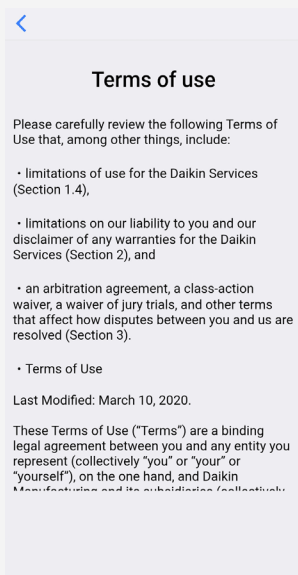 Terms of use
Please carefully review the following Terms of
Use that, among other things, include:
・limitations of use for the Daikin Services
(Section 1.4),
・limitations on our liability to you and our
disclaimer of any warranties for the Daikin
Services (Section 2), and
・an arbitration agreement, a class-action
waiver, a waiver of jury trials, and other terms
that affect how disputes between you and us are
resolved (Section 3).
・Terms of Use
Last Modified: March 10, 2020.
These Terms of Use (“Terms”) are a binding
legal agreement between you and any entity you
represent (collectively “you” or “your” or
“yourself”), on the one hand, and Daikin
Manufacturing and its subsidiaries (collectively